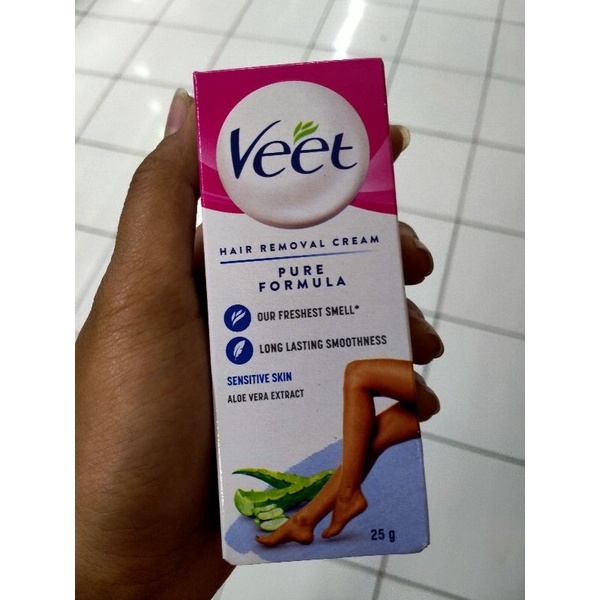 Veet
HAIR REMOVAL CREAM
PURE
FORMULA
OUR FRESHEST SMELL*
LONG LASTING SMOOTHNESS
SENSITIVE SKIN
ALOE VERA EXTRACT
25 g